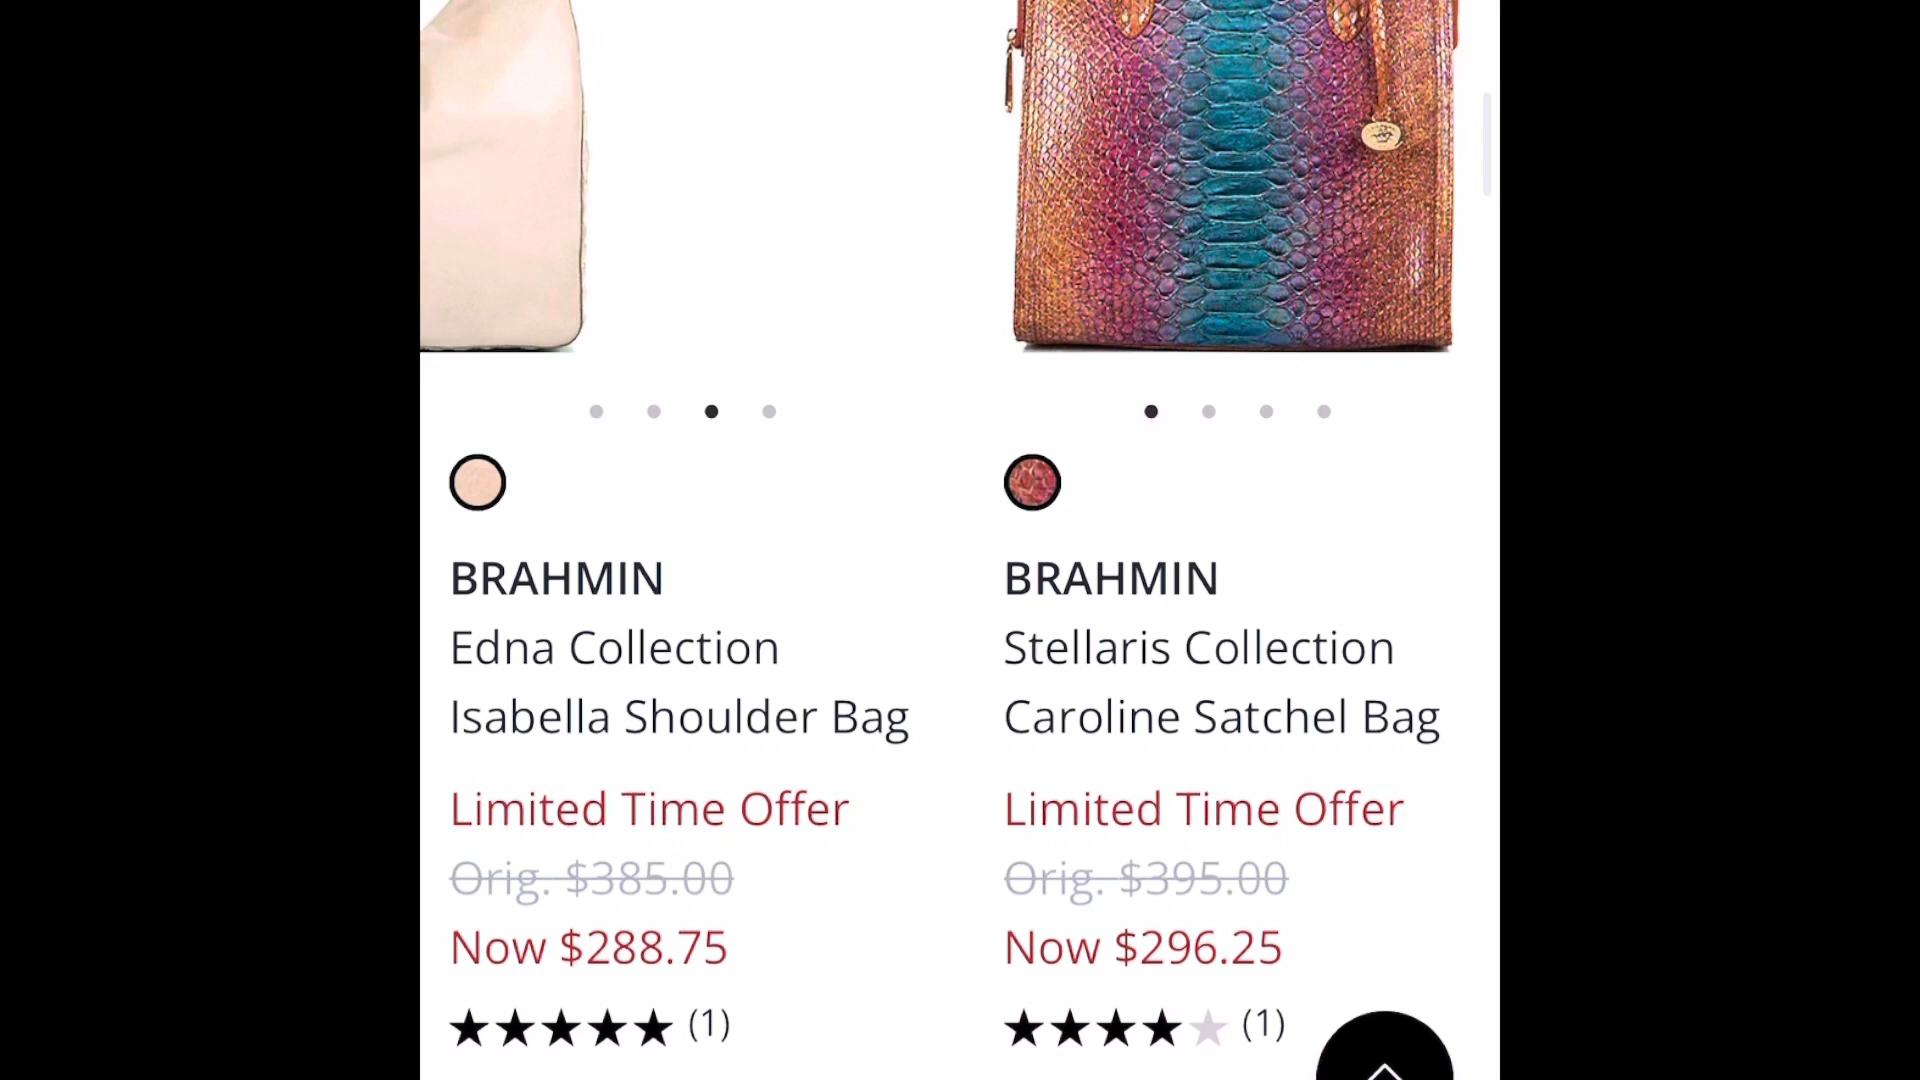 BRAHMIN
Edna Collection
Isabella Shoulder Bag
Limited Time Offer
Orig. $385.00
Now $288.75
(1)
BRAHMIN
Stellaris Collection
Caroline Satchel Bag
Limited Time Offer
Orig. $395.00
Now $296.25
(1)